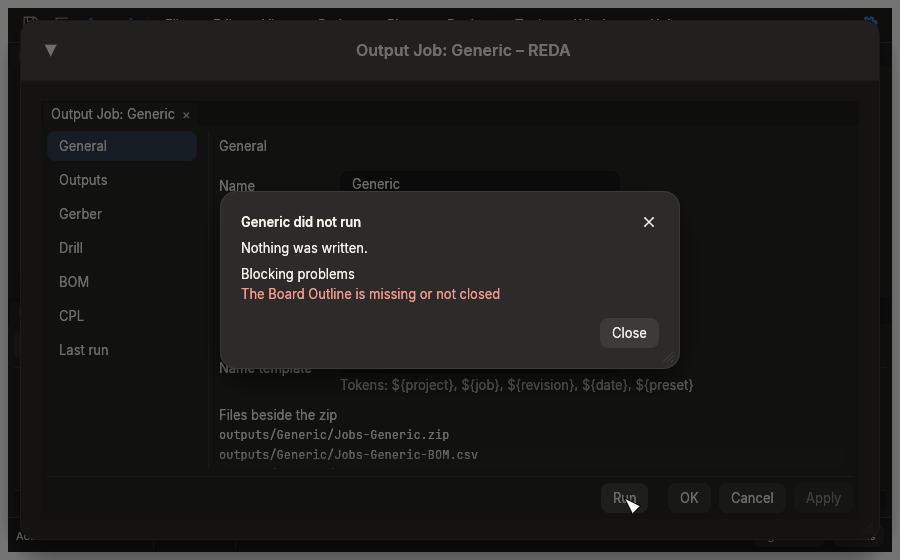 Output Job: Generic – REDA
Output Job: Generic ×
General
Outputs
Gerber
Drill
BOM
CPL
Last run
General
Name
Generic
Generic did not run
Nothing was written.
Blocking problems
The Board Outline is missing or not closed
Close
Name template
Tokens: ${project}, ${job}, ${revision}, ${date}, ${preset}
Files beside the zip
outputs/Generic/Jobs-Generic.zip
outputs/Generic/Jobs-Generic-BOM.csv
Run
OK
Cancel
Apply